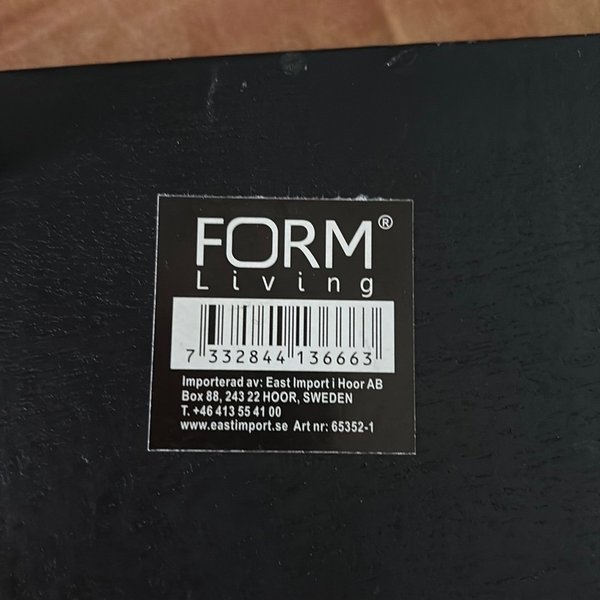 FORM®
Living
7 332844 136663
Importerad av: East Import i Hoor AB
Box 88, 243 22 HOOR, SWEDEN
T. +46 413 55 41 00
www.eastimport.se Art nr: 65352-1